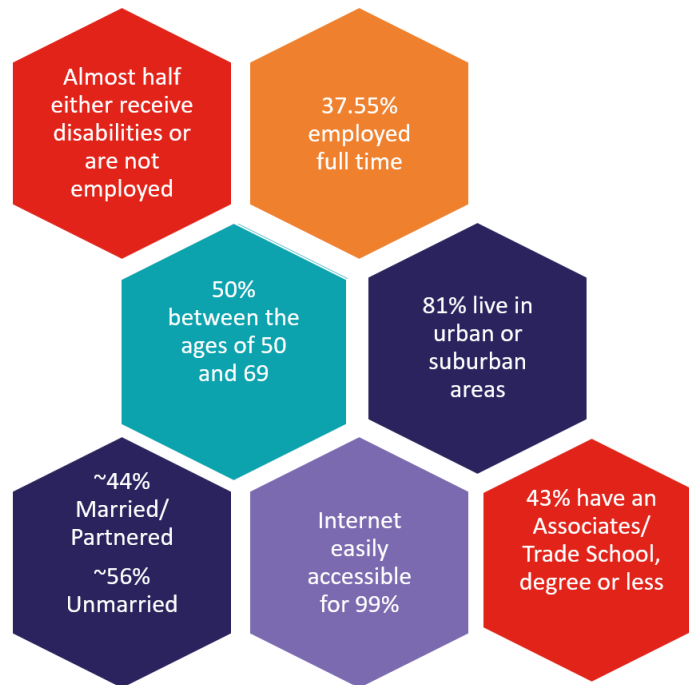 Almost half
either receive
disabilities or
are not
employed
37.55%
employed
full time
50%
between the
ages of 50
and 69
81% live in
urban or
suburban
areas
~44%
Married/
Partnered
~56%
Unmarried
Internet
easily
accessible
for 99%
43% have an
Associates/
Trade School,
degree or less